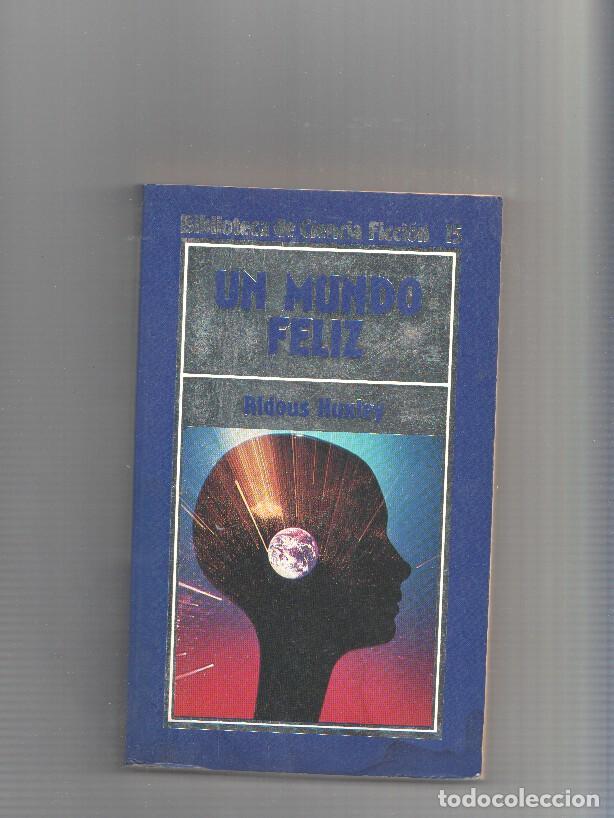 Biblioteca de Ciencia Ficción 15
UN MUNDO
FELIZ
Aldous Huxley
todocoleccion